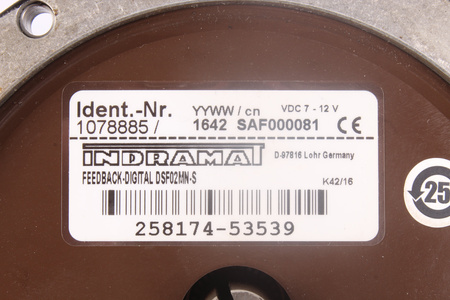 Ident.-Nr. YYWW / cn VDC 7 - 12 V
1078885 / 1642 SAF000081 CE
INDRAMAT D-97816 Lohr Germany
FEEDBACK-DIGITAL DSF02MN-S K42/16
258174-53539
25